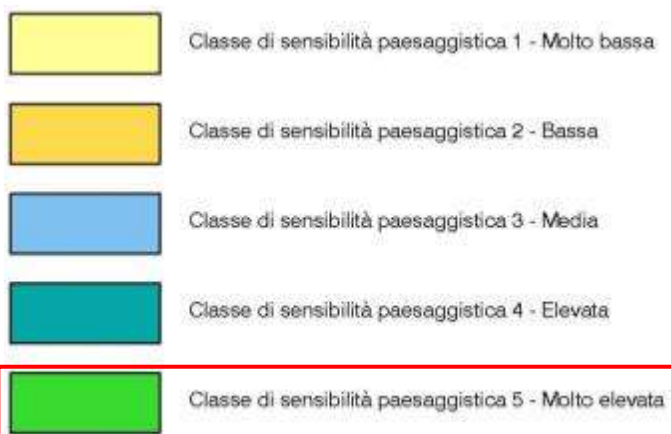 Classe di sensibilità paesaggistica 1 - Molto bassa
Classe di sensibilità paesaggistica 2 - Bassa
Classe di sensibilità paesaggistica 3 - Media
Classe di sensibilità paesaggistica 4 - Elevata
Classe di sensibilità paesaggistica 5 - Molto elevata